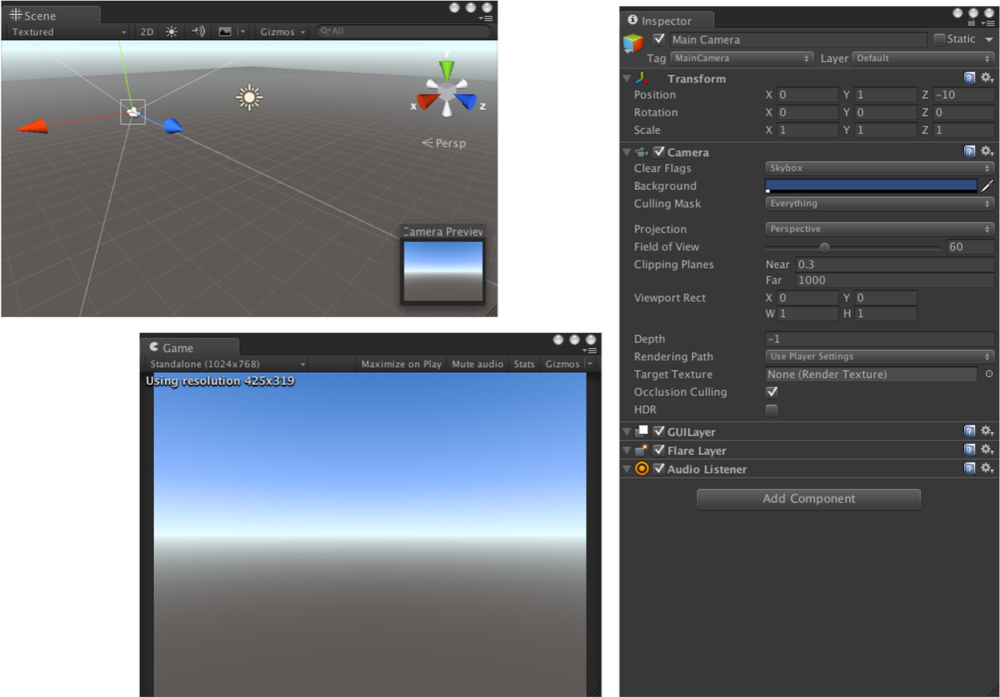 Scene
Textured 2D Gizmos All
y
x z
Persp
Camera Preview
Game
Standalone (1024x768) Maximize on Play Mute audio Stats Gizmos
Using resolution 425x319
Inspector
Main Camera Static
Tag MainCamera Layer Default
Transform
Position X 0 Y 1 Z -10
Rotation X 0 Y 0 Z 0
Scale X 1 Y 1 Z 1
Camera
Clear Flags Skybox
Background
Culling Mask Everything
Projection Perspective
Field of View 60
Clipping Planes Near 0.3
Far 1000
Viewport Rect X 0 Y 0
W 1 H 1
Depth -1
Rendering Path Use Player Settings
Target Texture None (Render Texture)
Occlusion Culling
HDR
GUILayer
Flare Layer
Audio Listener
Add Component